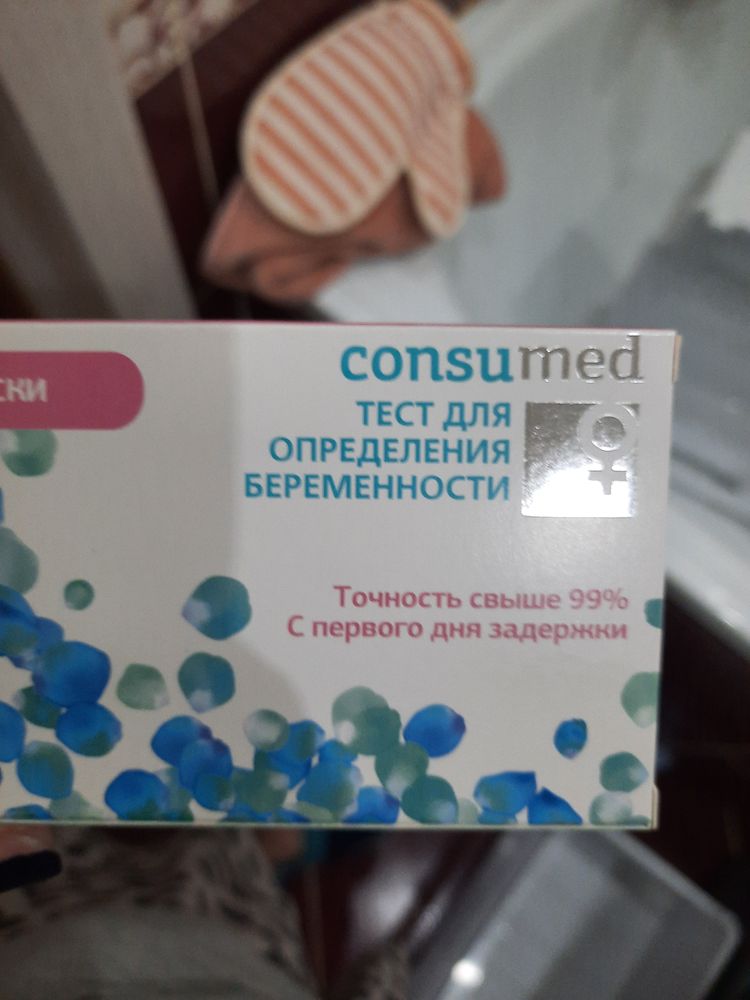 ски
consumed
ТЕСТ ДЛЯ
ОПРЕДЕЛЕНИЯ
БЕРЕМЕННОСТИ
Точность свыше 99%
С первого дня задержки